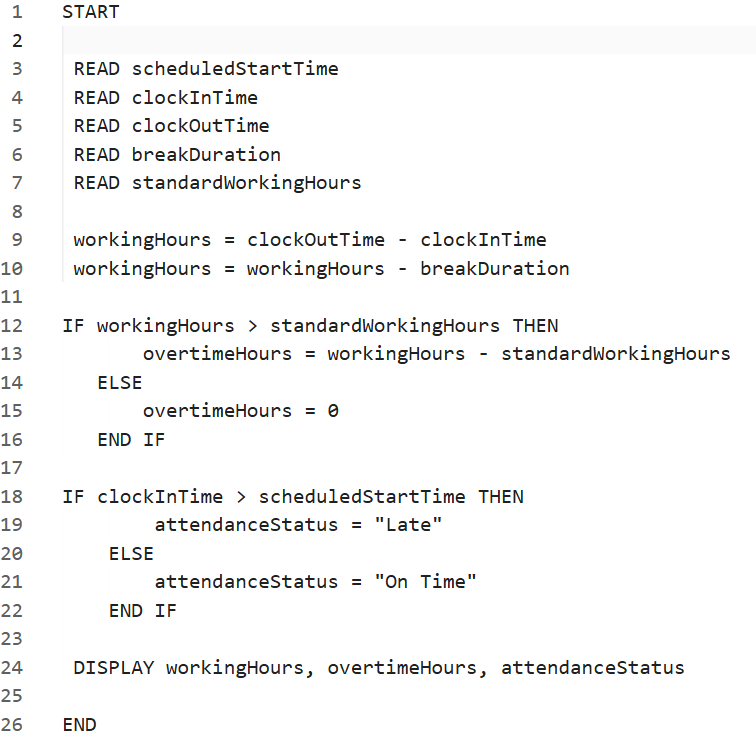 1 START
2
3 READ scheduledStartTime
4 READ clockInTime
5 READ clockOutTime
6 READ breakDuration
7 READ standardWorkingHours
8
9 workingHours = clockOutTime - clockInTime
10 workingHours = workingHours - breakDuration
11
12 IF workingHours > standardWorkingHours THEN
13 overtimeHours = workingHours - standardWorkingHours
14 ELSE
15 overtimeHours = 0
16 END IF
17
18 IF clockInTime > scheduledStartTime THEN
19 attendanceStatus = "Late"
20 ELSE
21 attendanceStatus = "On Time"
22 END IF
23
24 DISPLAY workingHours, overtimeHours, attendanceStatus
25
26 END